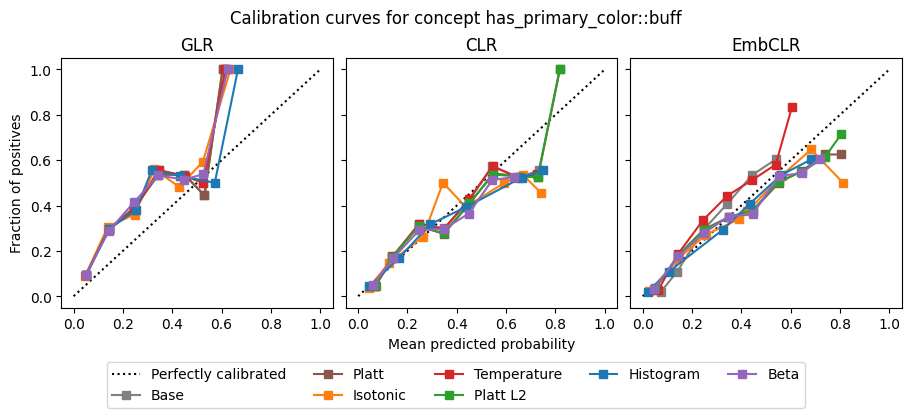 Calibration curves for concept has_primary_color::buff
GLR
CLR
EmbCLR
Fraction of positives
1.0
0.8
0.6
0.4
0.2
0.0
0.0 0.2 0.4 0.6 0.8 1.0
0.0 0.2 0.4 0.6 0.8 1.0
0.0 0.2 0.4 0.6 0.8 1.0
Mean predicted probability
Perfectly calibrated
Base
Platt
Isotonic
Temperature
Platt L2
Histogram
Beta